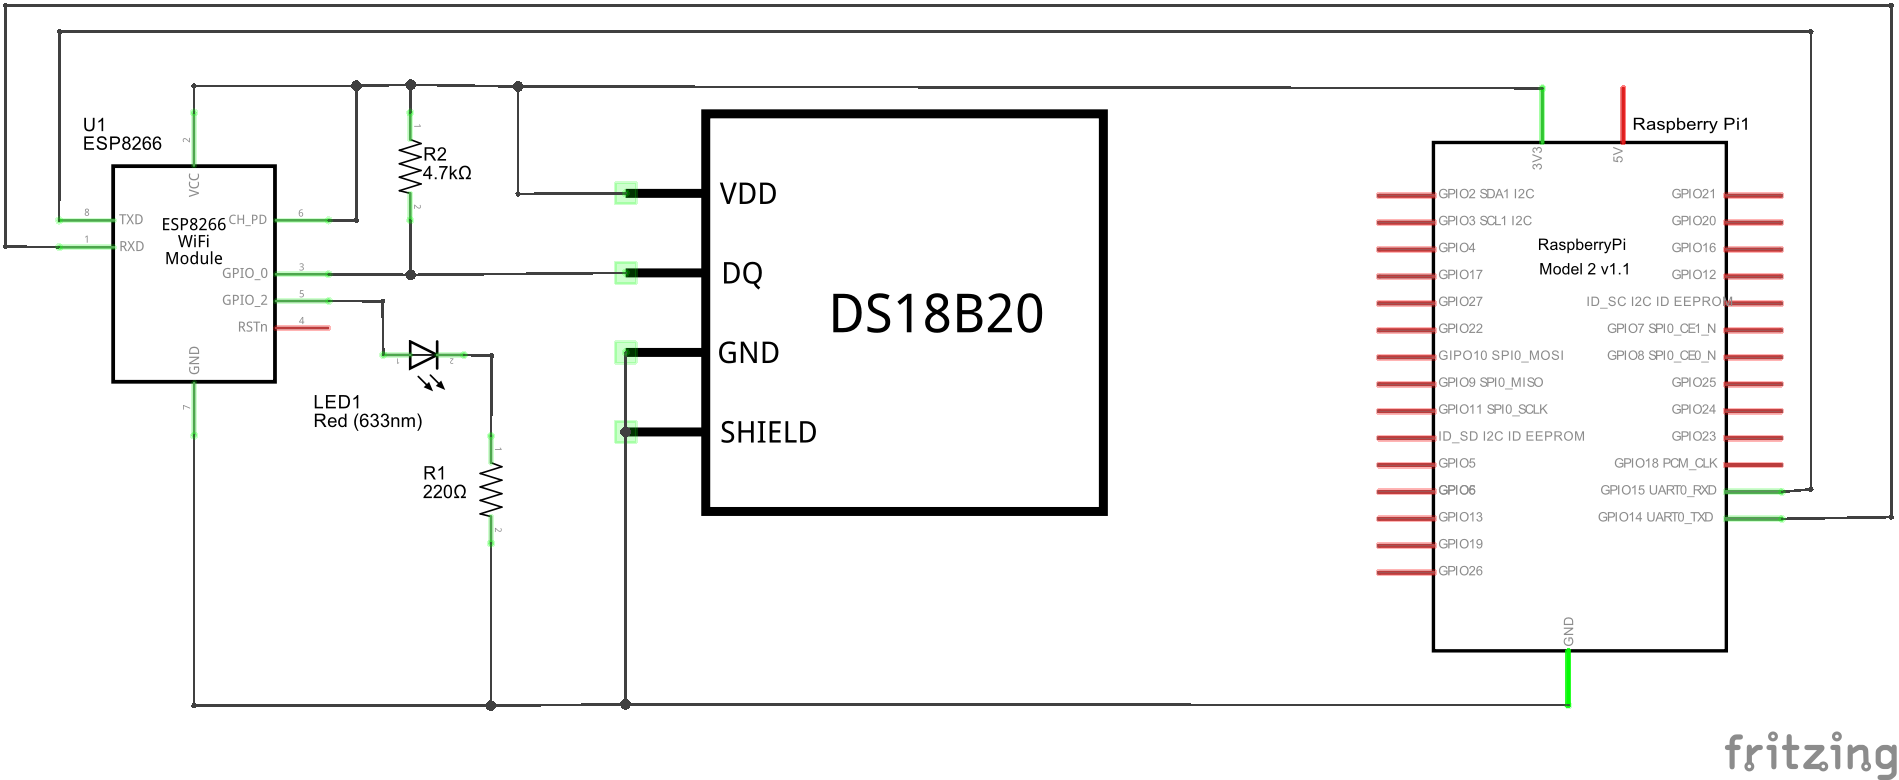 U1
ESP8266
2
VCC
8
TXD
1
RXD
ESP8266
WiFi
Module
CH_PD
6
GPIO_0
3
GPIO_2
5
RSTn
4
GND
7
1
R2
4.7kΩ
2
1
2
LED1
Red (633nm)
1
R1
220Ω
2
VDD
DQ
GND
SHIELD
DS18B20
Raspberry Pi1
3V3
5V
RaspberryPi
Model 2 v1.1
GPIO2 SDA1 I2C
GPIO3 SCL1 I2C
GPIO4
GPIO17
GPIO27
GPIO22
GIPO10 SPI0_MOSI
GPIO9 SPI0_MISO
GPIO11 SPI0_SCLK
ID_SD I2C ID EEPROM
GPIO5
GPIO6
GPIO13
GPIO19
GPIO26
GPIO21
GPIO20
GPIO16
GPIO12
ID_SC I2C ID EEPROM
GPIO7 SPI0_CE1_N
GPIO8 SPI0_CE0_N
GPIO25
GPIO24
GPIO23
GPIO18 PCM_CLK
GPIO15 UART0_RXD
GPIO14 UART0_TXD
GND
fritzing